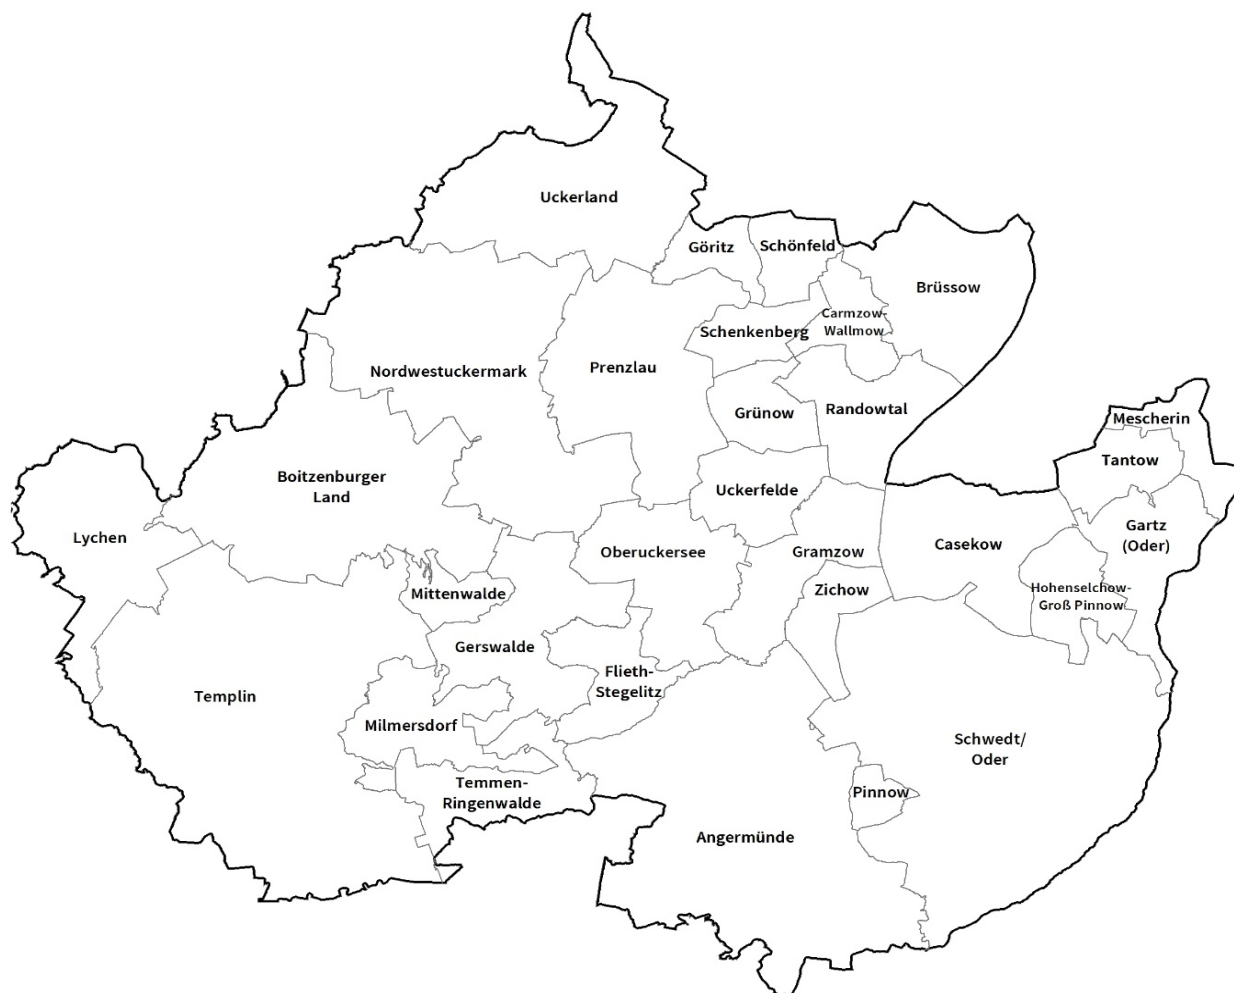 Uckerland
Göritz
Schönfeld
Brüssow
Carmzow-
Wallmow
Schenkenberg
Prenzlau
Nordwestuckermark
Grünow
Randowtal
Mescherin
Tantow
Boitzenburger
Land
Uckerfelde
Gartz
(Oder)
Lychen
Oberuckersee
Gramzow
Casekow
Zichow
Hohenselchow-
Groß Pinnow
Mittenwalde
Gerswalde
Flieth-
Stegelitz
Templin
Milmersdorf
Schwedt/
Oder
Temmen-
Ringenwalde
Pinnow
Angermünde